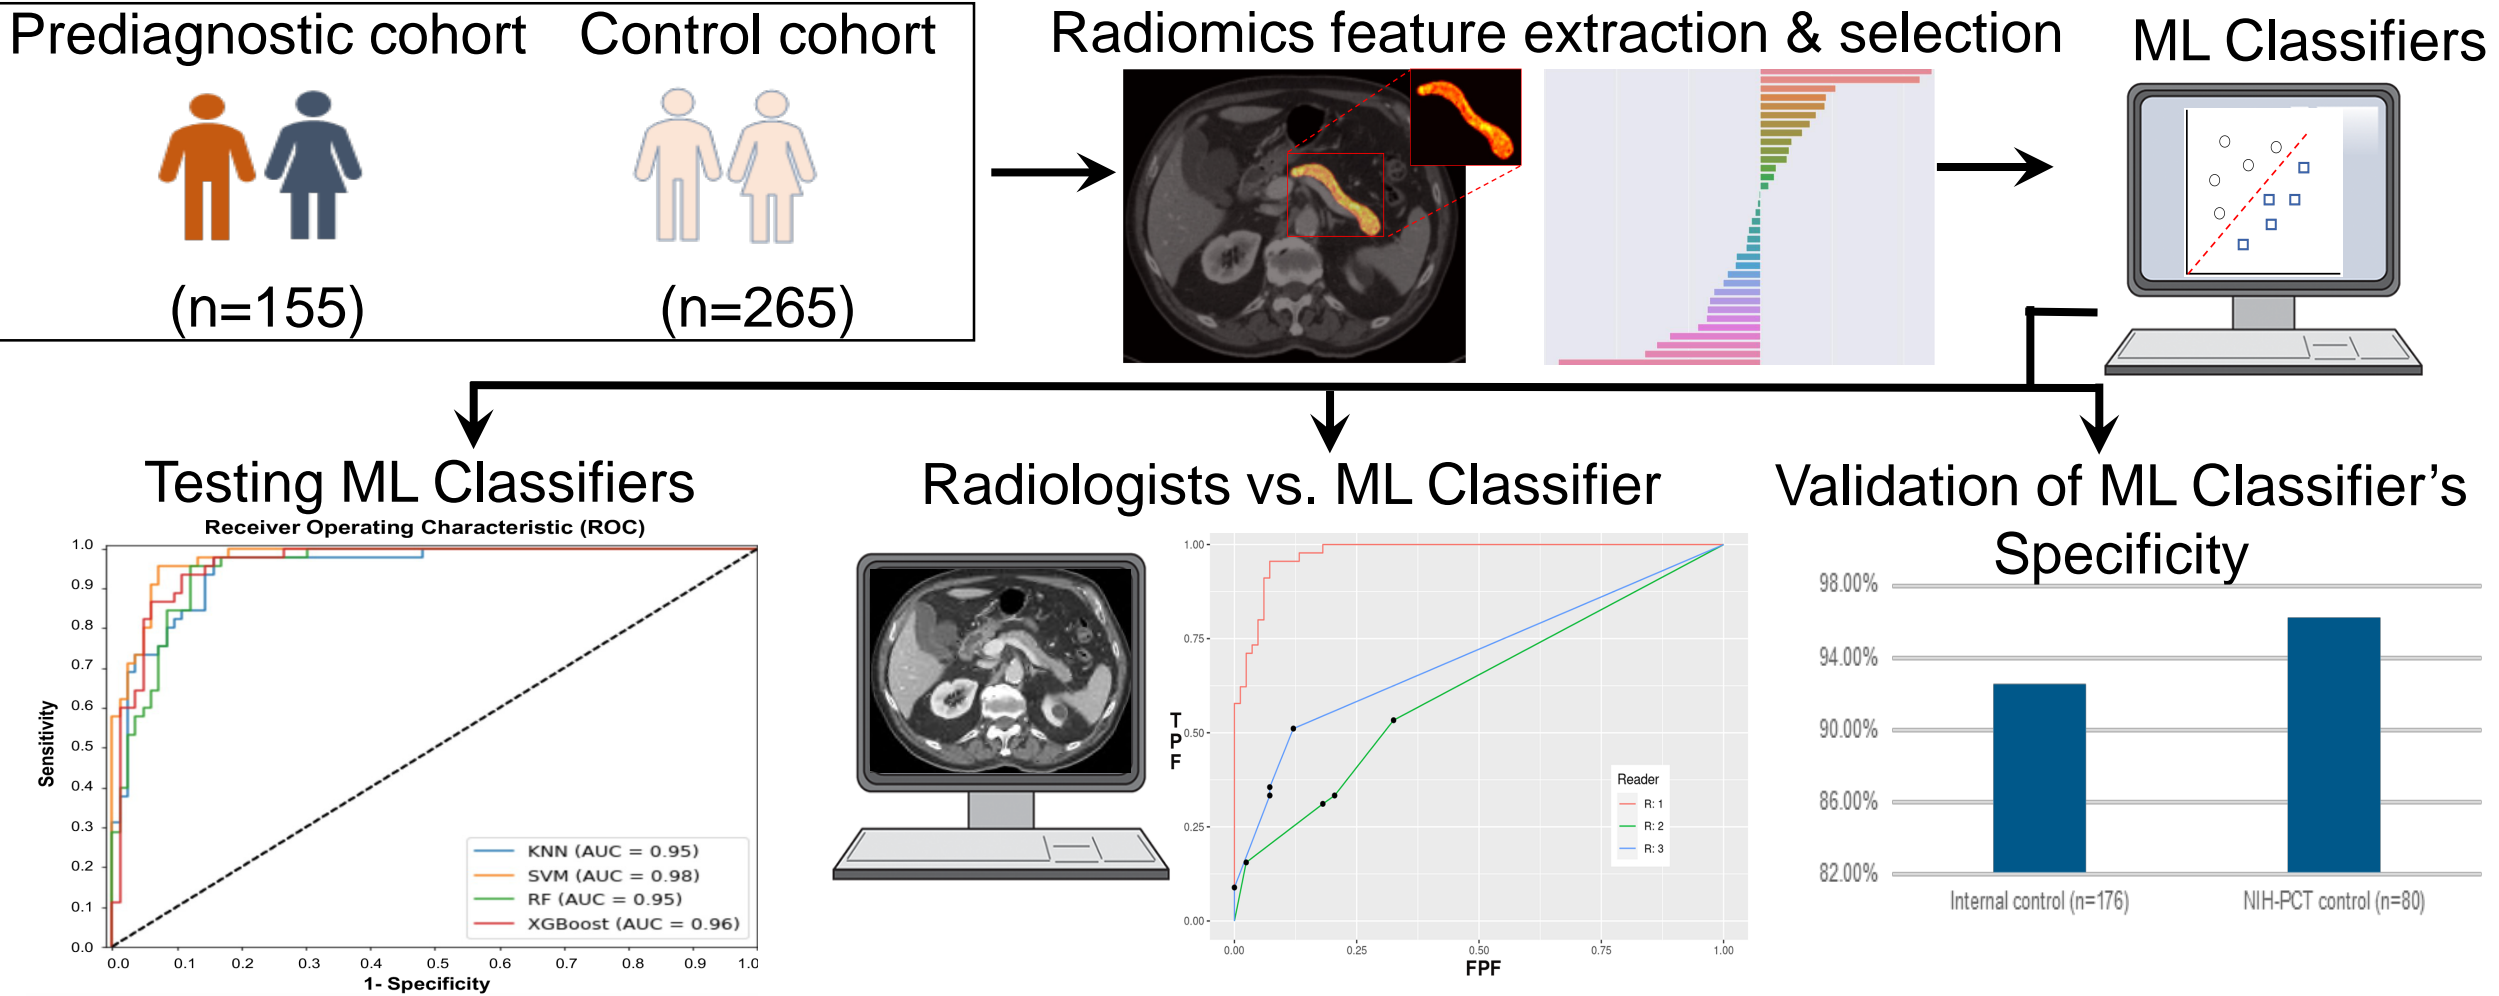 Prediagnostic cohort
Control cohort
Radiomics feature extraction & selection
ML Classifiers
(n=155)
(n=265)
Testing ML Classifiers
Receiver Operating Characteristic (ROC)
1.0
0.9
0.8
0.7
0.6
0.5
0.4
0.3
0.2
0.1
0.0
Sensitivity
KNN (AUC = 0.95)
SVM (AUC = 0.98)
RF (AUC = 0.95)
XGBoost (AUC = 0.96)
0.0 0.1 0.2 0.3 0.4 0.5 0.6 0.7 0.8 0.9 1.0
1- Specificity
Radiologists vs. ML Classifier
1.00
0.75
0.50
0.25
0.00
T
P
F
Reader
R: 1
R: 2
R: 3
0.00 0.25 0.50 0.75 1.00
FPF
Validation of ML Classifier's
Specificity
98.00%
94.00%
90.00%
86.00%
82.00%
Internal control (n=176)
NIH-PCT control (n=80)